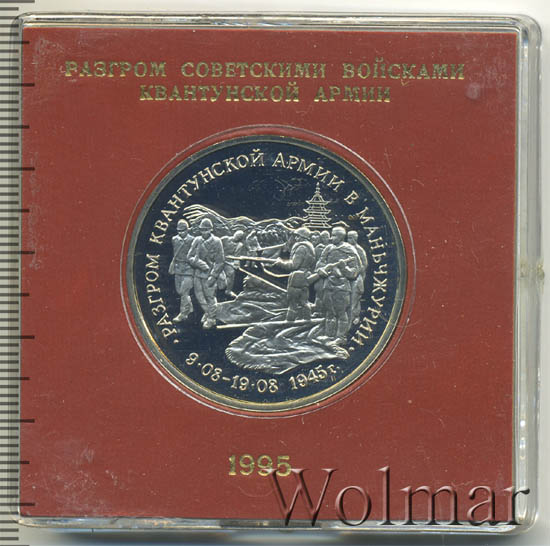 РАЗГРОМ СОВЕТСКИМИ ВОЙСКАМИ
КВАНТУНСКОЙ АРМИИ
· РАЗГРОМ КВАНТУНСКОЙ АРМИИ В МАНЬЧЖУРИИ ·
9·08-19·08 1945 г.
1995
Wolmar